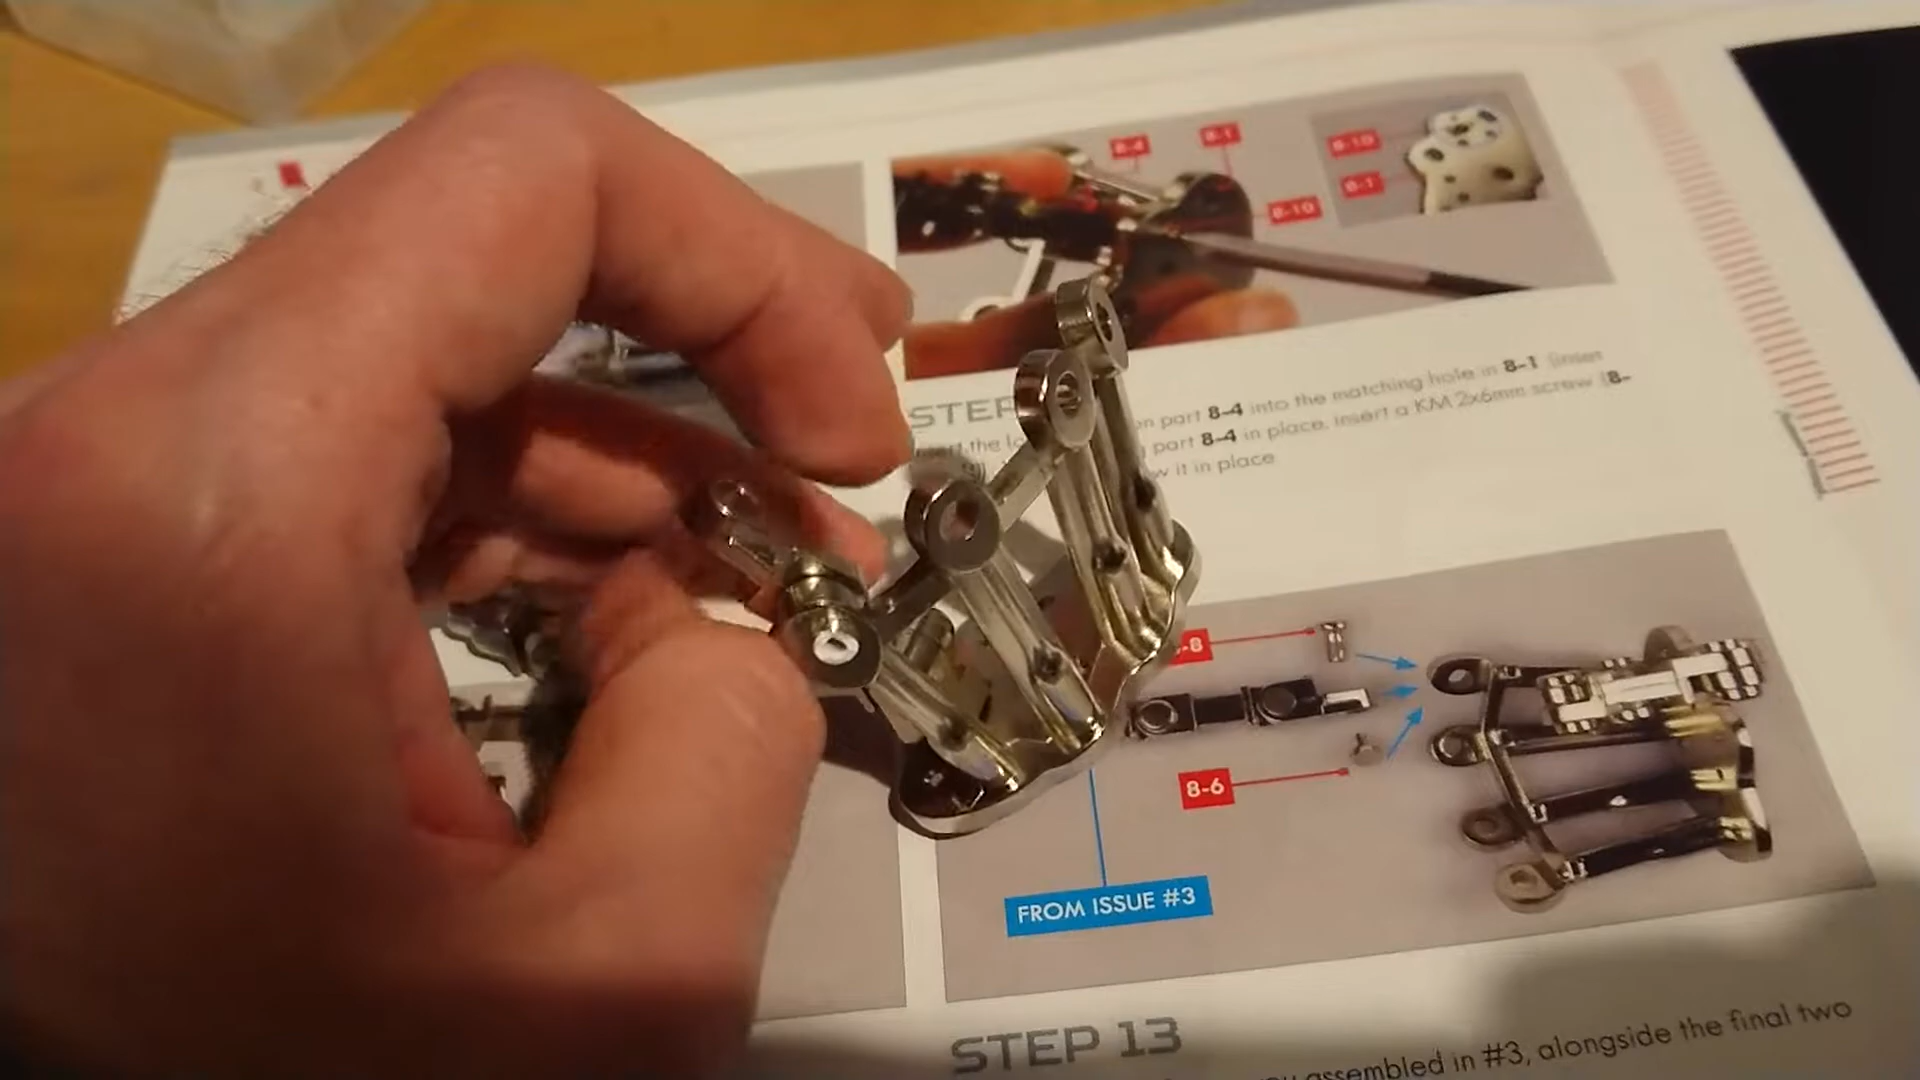 8-4
8-1
8-10
8-10
8-1
STEP
part 8-4 into the matching hole in 8-1 (inset
part 8-4 in place, insert a KM 2x6mm screw (8-
it in place
-8
8-6
FROM ISSUE #3
STEP 13
assembled in #3, alongside the final two